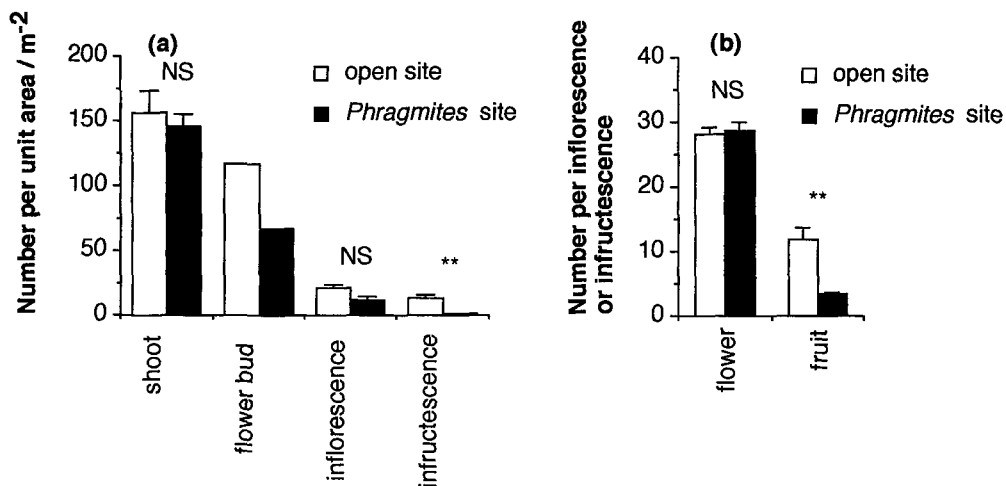 (a)
Number per unit area / m-2
200
150
100
50
0
NS
NS
**
open site
Phragmites site
shoot
flower bud
inflorescence
infructescence
(b)
Number per inflorescence
or infructescence
40
30
20
10
0
NS
**
open site
Phragmites site
flower
fruit